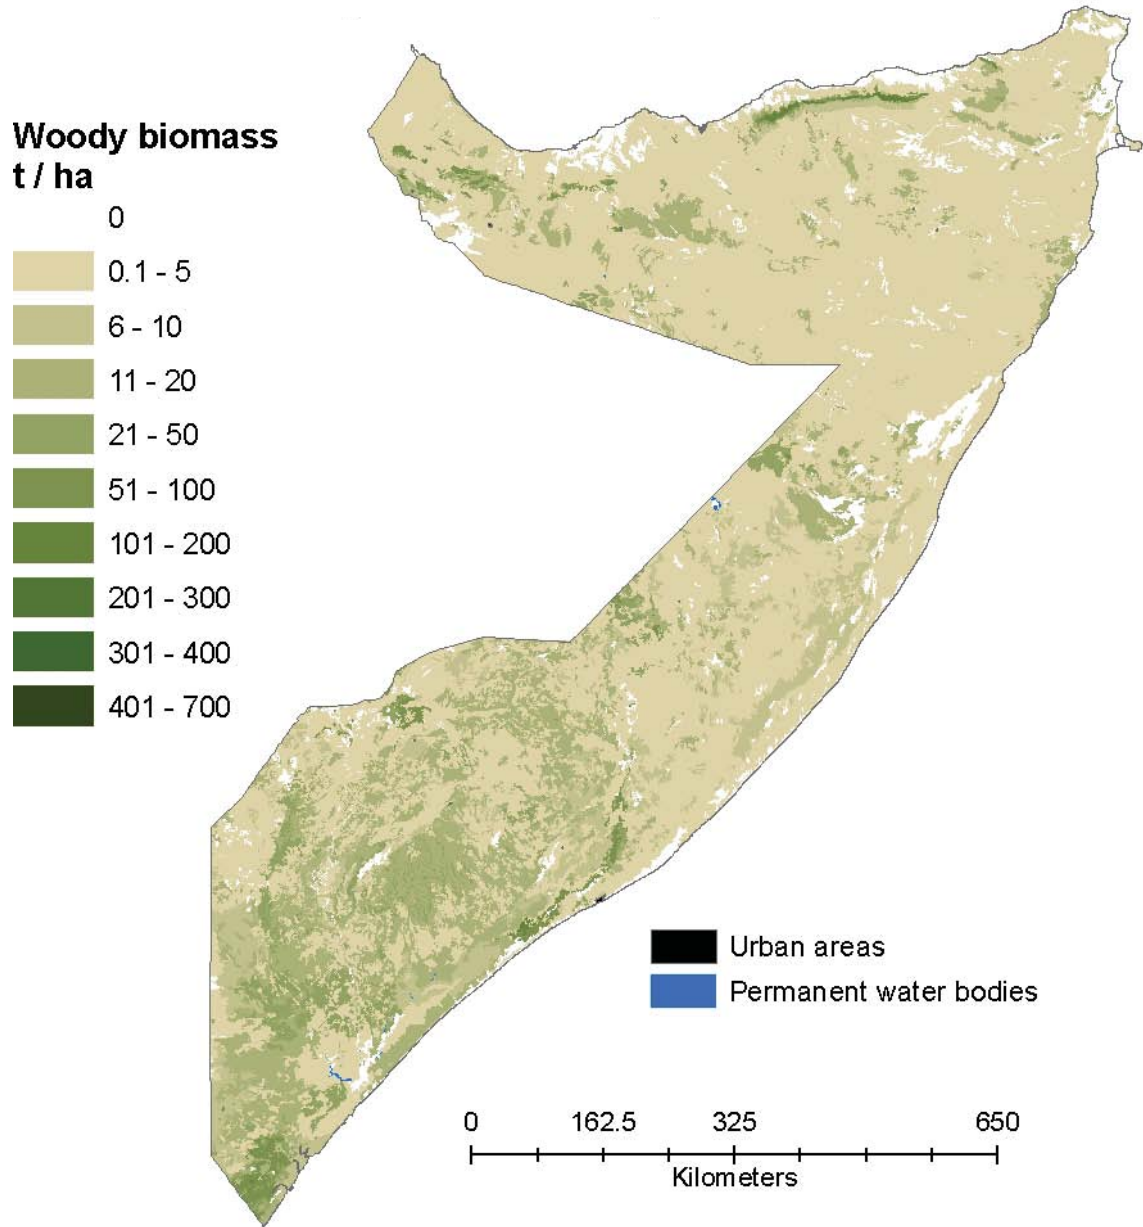 Woody biomass
t / ha
0
0.1 - 5
6 - 10
11 - 20
21 - 50
51 - 100
101 - 200
201 - 300
301 - 400
401 - 700
Urban areas
Permanent water bodies
0 162.5 325 650
Kilometers